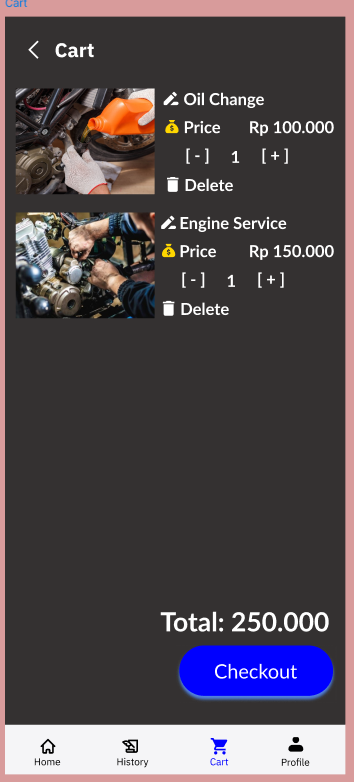 Cart
Cart
Oil Change
Price Rp 100.000
[ - ] 1 [ + ]
Delete
Engine Service
Price Rp 150.000
[ - ] 1 [ + ]
Delete
Total: 250.000
Checkout
Home History Cart Profile